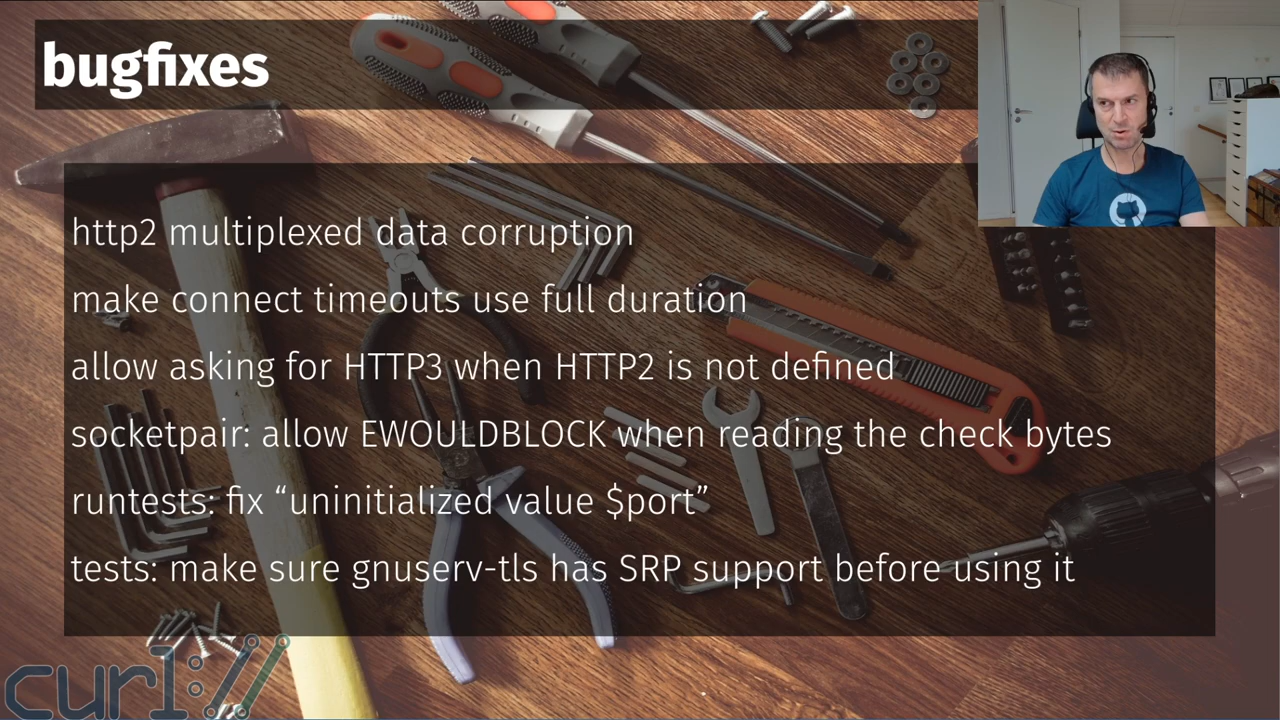 bugfixes
http2 multiplexed data corruption
make connect timeouts use full duration
allow asking for HTTP3 when HTTP2 is not defined
socketpair: allow EWOULDBLOCK when reading the check bytes
runtests: fix “uninitialized value $port”
tests: make sure gnuserv-tls has SRP support before using it
curl://